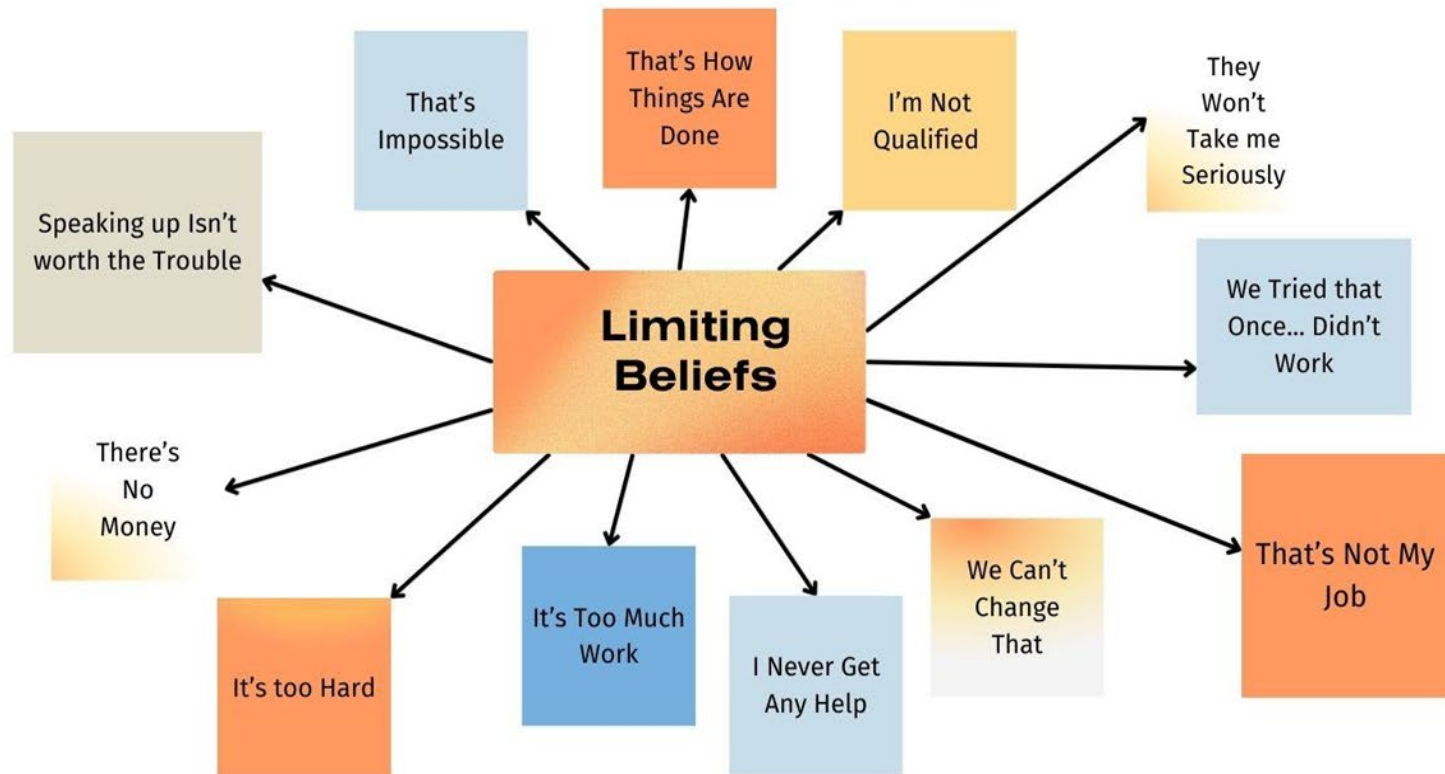 That's
Impossible
That's How
Things Are
Done
I'm Not
Qualified
They
Won't
Take me
Seriously
Speaking up Isn't
worth the Trouble
Limiting
Beliefs
We Tried that
Once... Didn't
Work
There's
No
Money
It's too Hard
It's Too Much
Work
I Never Get
Any Help
We Can't
Change
That
That's Not My
Job